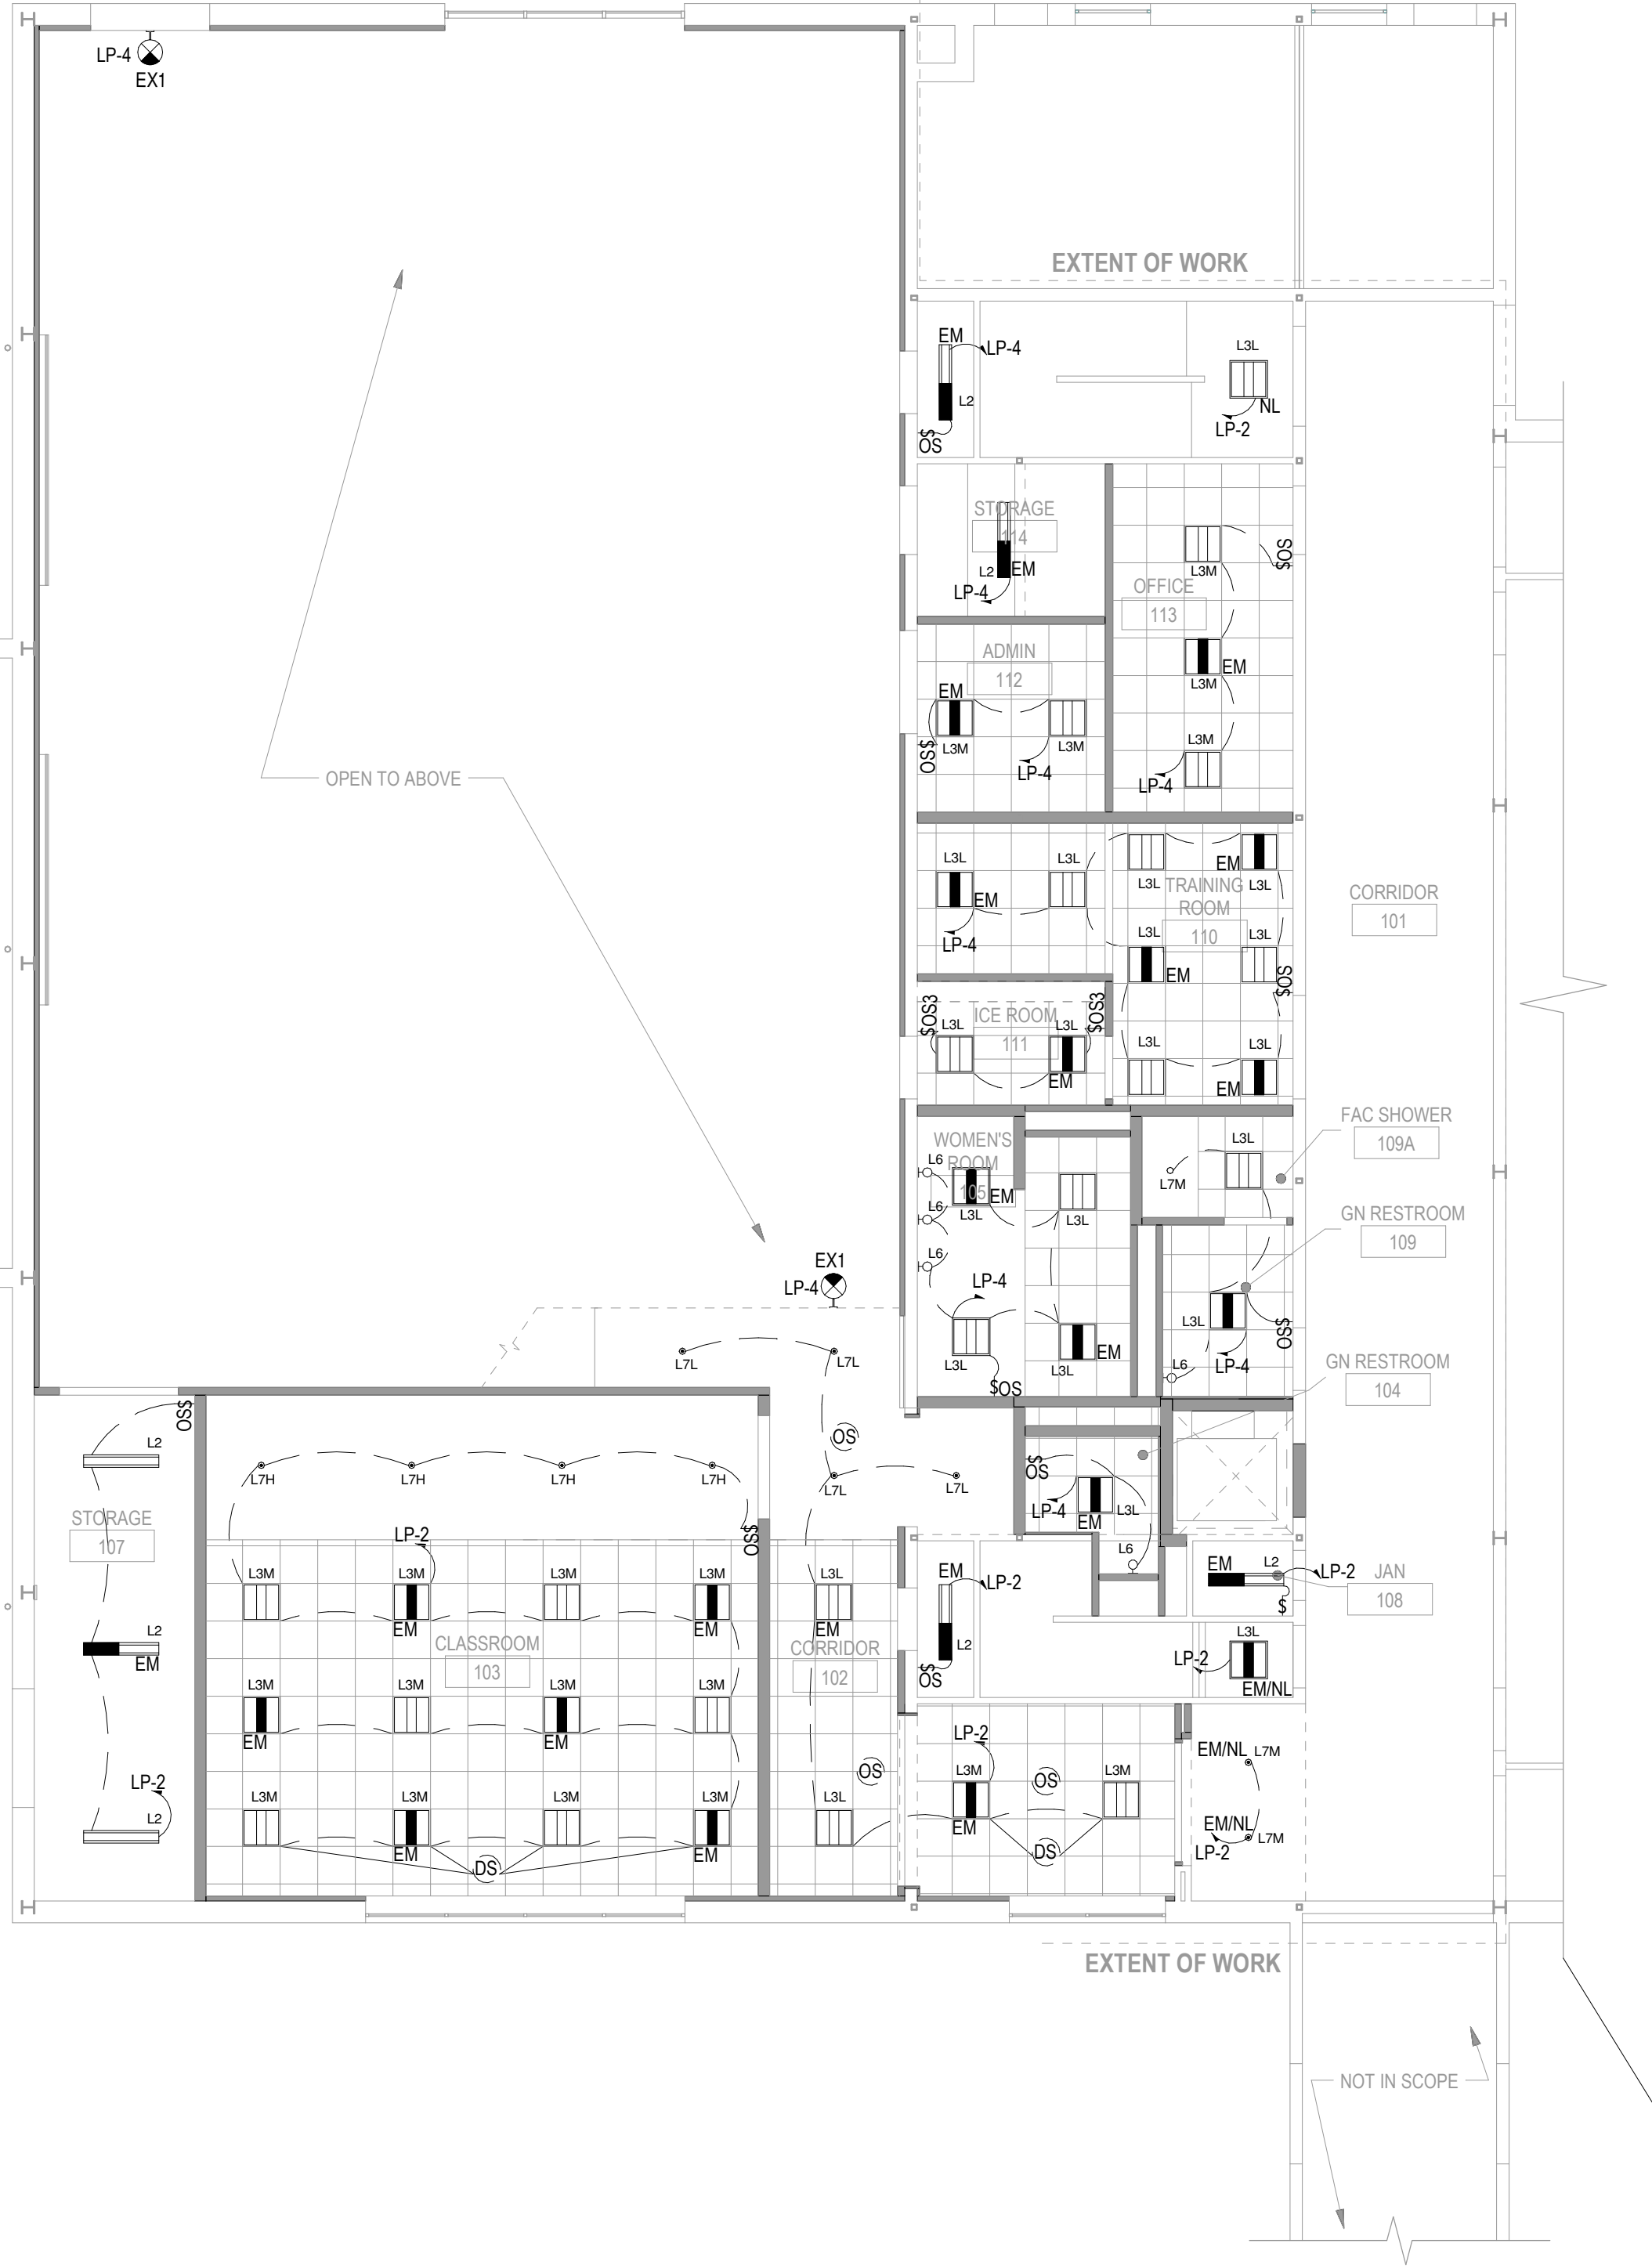 LP-4
EX1
EXTENT OF WORK
EM
LP-4
L2
OS$
L3L
NL
LP-2
STORAGE
114
L2
EM
LP-4
L3M
$OS
OFFICE
113
EM
L3M
L3M
LP-4
ADMIN
112
EM
L3M
L3M
OS$
LP-4
OPEN TO ABOVE
L3L
EM
L3L
LP-4
L3L
EM
L3L
TRAINING
ROOM
110
L3L
EM
L3L
$OS
L3L
EM
L3L
CORRIDOR
101
$OS3
L3L
ICE ROOM
111
L3L
EM
$OS3
FAC SHOWER
109A
WOMEN'S
ROOM
105
L6
L6
L6
EM
L3L
L3L
LP-4
L3L
$OS
EM
L3L
L3L
L7M
GN RESTROOM
109
L3L
OS$
LP-4
L6
GN RESTROOM
104
EX1
LP-4
L7L
L7L
OS
L7L
L7L
OS$
L2
STORAGE
107
L2
EM
LP-2
L2
L7H
L7H
L7H
L7H
OS$
LP-2
L3M
L3M
L3M
L3M
EM
EM
CLASSROOM
103
L3M
L3M
L3M
L3M
EM
EM
L3M
L3M
L3M
L3M
EM
EM
DS
L3L
EM
CORRIDOR
102
OS
L3L
OS$
LP-4
EM
L3L
L6
EM
LP-2
L2
OS$
EM
L2
LP-2
$
JAN
108
L3L
LP-2
EM/NL
LP-2
L3M
EM
OS
L3M
DS
EM/NL
L7M
EM/NL
L7M
LP-2
EXTENT OF WORK
NOT IN SCOPE